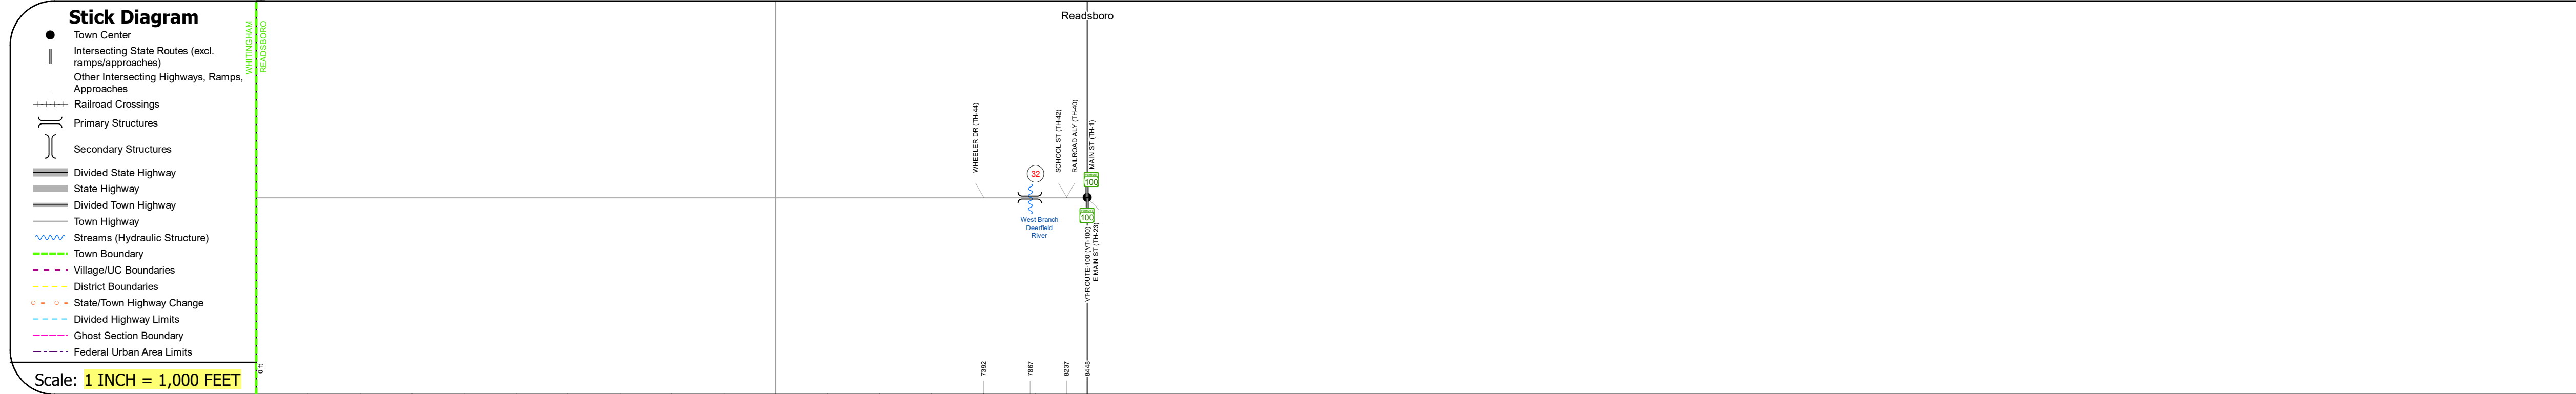 Stick Diagram
Town Center
Intersecting State Routes (excl.
ramps/approaches)
Other Intersecting Highways, Ramps,
Approaches
Railroad Crossings
Primary Structures
Secondary Structures
Divided State Highway
State Highway
Divided Town Highway
Town Highway
Streams (Hydraulic Structure)
Town Boundary
Village/UC Boundaries
District Boundaries
State/Town Highway Change
Divided Highway Limits
Ghost Section Boundary
Federal Urban Area Limits
Scale: 1 INCH = 1,000 FEET
WHITINGHAM
READSBORO
0 ft
Readsboro
WHEELER DR (TH-44)
32
West Branch
Deerfield
River
SCHOOL ST (TH-42)
RAILROAD ALY (TH-40)
MAIN ST (TH-1)
100
100
VT-ROUTE 100 (VT-100)
E MAIN ST (TH-23)
7392
7867
8237
8448